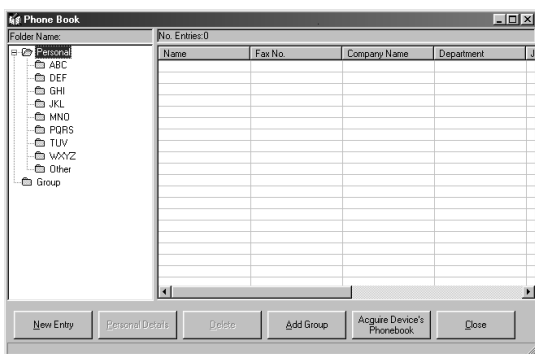 Phone Book
Folder Name:
No. Entries:0
Personal
ABC
DEF
GHI
JKL
MNO
PQRS
TUV
WXYZ
Other
Group
Name Fax No. Company Name Department J
New Entry Personal Details Delete Add Group Acquire Device's Phonebook Close